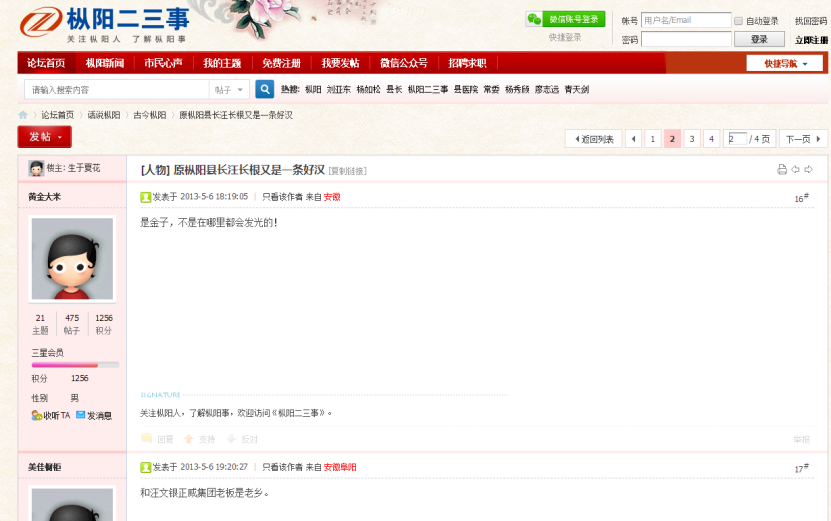 枞阳二三事
关注枞阳人 了解枞阳事
微信账号登录
快捷登录
帐号 用户名/Email 自动登录 找回密码
密码 登录 立即注册
论坛首页 枞阳新闻 市民心声 我的主题 免费注册 我要发帖 微信公众号 招聘求职 快捷导航
请输入搜索内容 帖子 热搜: 枞阳 刘亚东 杨如松 县长 枞阳二三事 县医院 常委 杨秀颀 廖志远 青天剑
论坛首页 › 话说枞阳 › 古今枞阳 › 原枞阳县长汪长根又是一条好汉
发帖
返回列表 1 2 3 4 2 / 4 页 下一页
楼主: 生于夏花
[人物] 原枞阳县长汪长根又是一条好汉 [复制链接]
黄金大米
发表于 2013-5-6 18:19:05 | 只看该作者 来自 安徽
16#
是金子，不是在哪里都会发光的！
21 475 1256
主题 帖子 积分
三星会员
积分 1256
性别 男
收听TA 发消息
SIGNATURE
关注枞阳人，了解枞阳事，欢迎访问《枞阳二三事》。
回复 支持 反对 举报
美佳橱柜
发表于 2013-5-6 19:20:27 | 只看该作者 来自 安徽阜阳
17#
和汪文银正威集团老板是老乡。